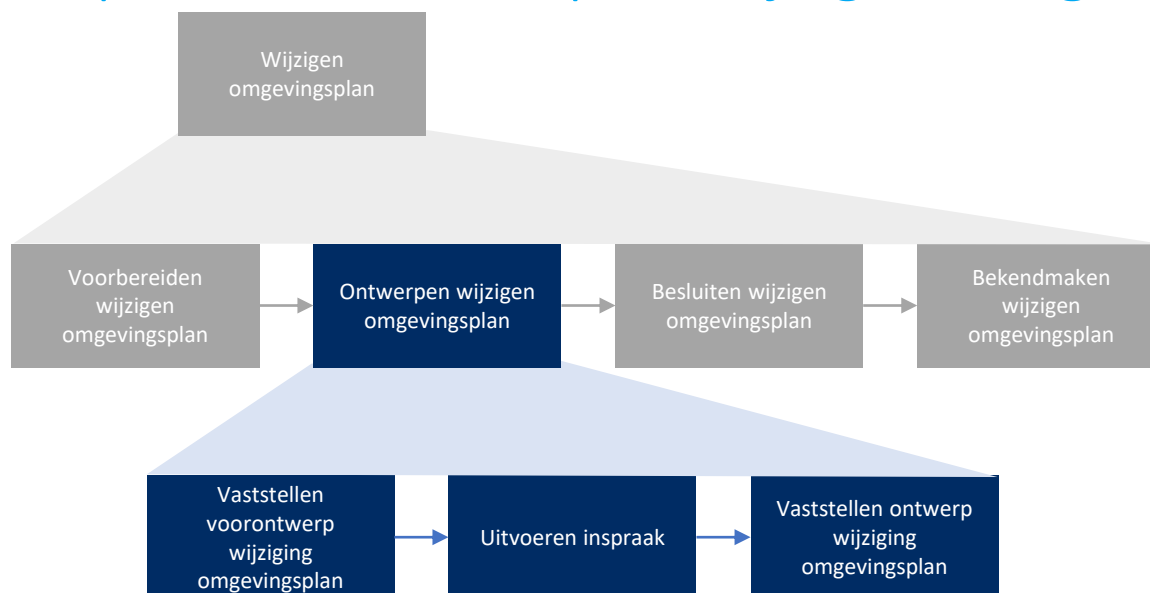 Wijzigen
omgevingsplan
Voorbereiden
wijzigen
omgevingsplan
Ontwerpen wijzigen
omgevingsplan
Besluiten wijzigen
omgevingsplan
Bekendmaken
wijzigen
omgevingsplan
Vaststellen
voorontwerp
wijziging
omgevingsplan
Uitvoeren inspraak
Vaststellen ontwerp
wijziging
omgevingsplan